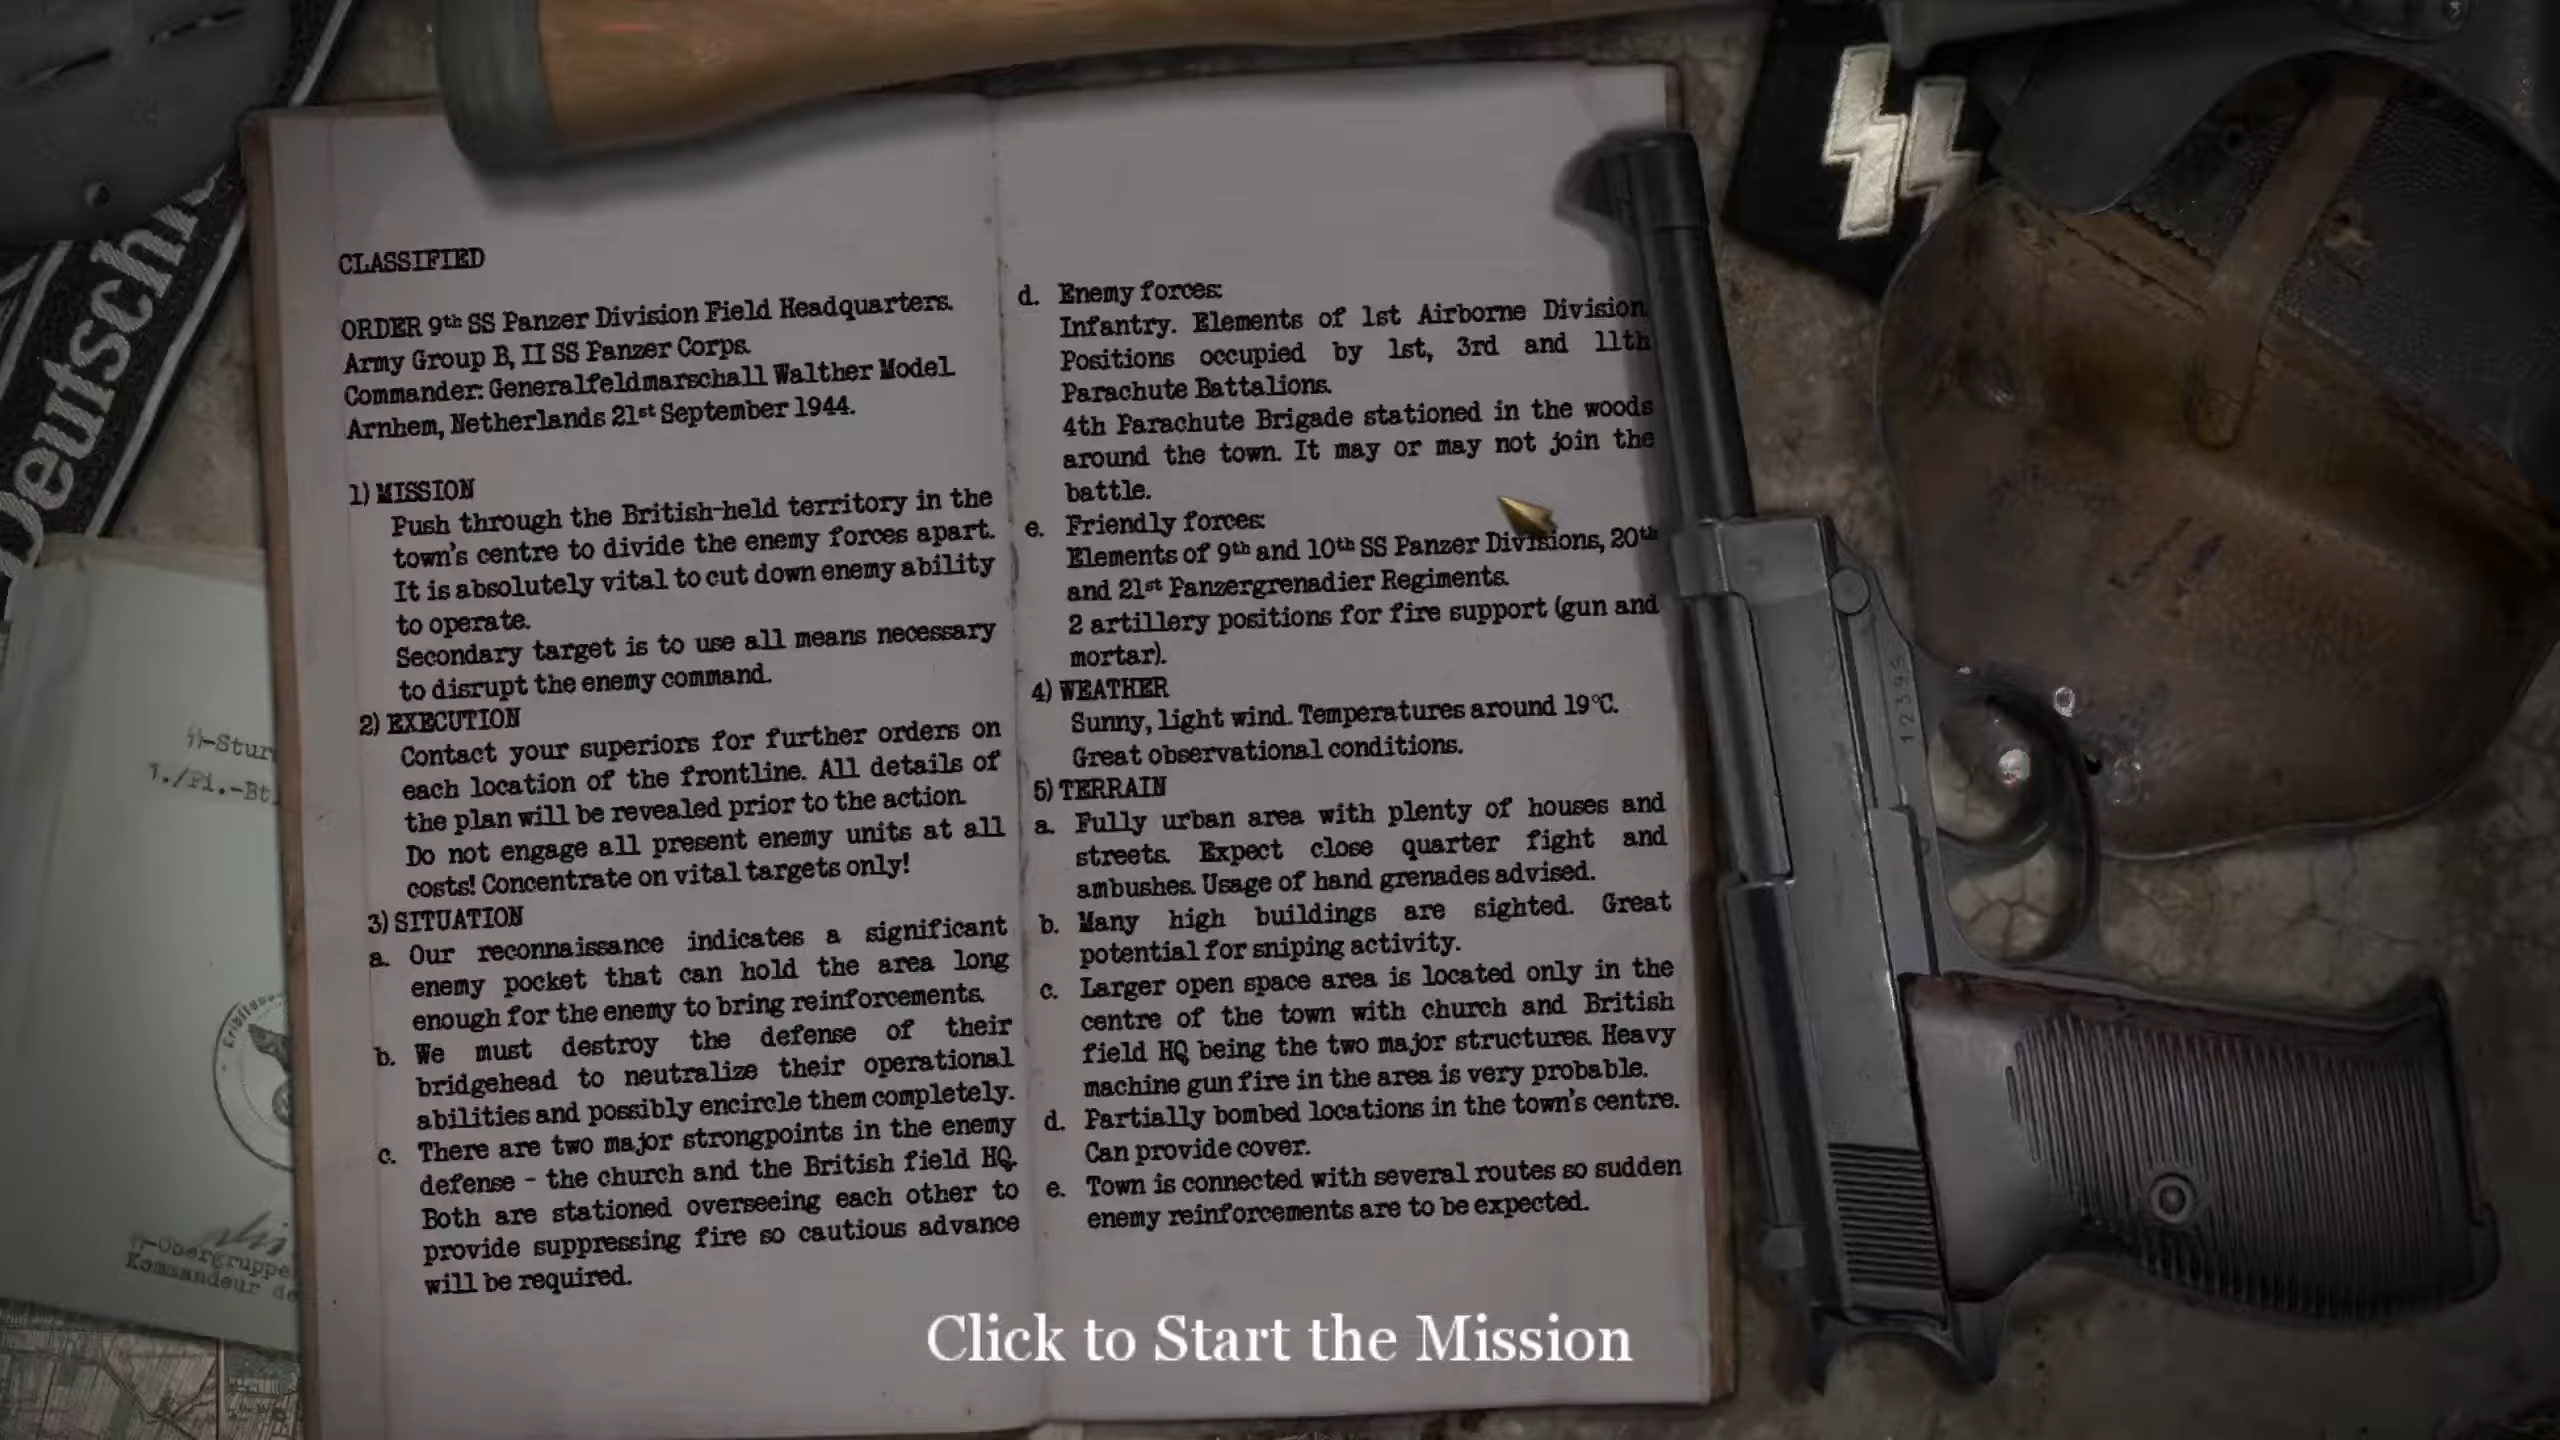 Deutschl
CLASSIFIED
ORDER 9th SS Panzer Division Field Headquarters.
Army Group B, II SS Panzer Corps.
Commander: Generalfeldmarschall Walther Model.
Arnhem, Netherlands 21st September 1944.
1) MISSION
Push through the British-held territory in the
town's centre to divide the enemy forces apart.
It is absolutely vital to cut down enemy ability
to operate.
Secondary target is to use all means necessary
to disrupt the enemy command.
2) EXECUTION
Contact your superiors for further orders on
each location of the frontline. All details of
the plan will be revealed prior to the action.
Do not engage all present enemy units at all
costs! Concentrate on vital targets only!
3) SITUATION
a. Our reconnaissance indicates a significant
enemy pocket that can hold the area long
enough for the enemy to bring reinforcements.
b. We must destroy the defense of their
bridgehead to neutralize their operational
abilities and possibly encircle them completely.
c. There are two major strongpoints in the enemy
defense - the church and the British field HQ.
Both are stationed overseeing each other to
provide suppressing fire so cautious advance
will be required.
d. Enemy forces:
Infantry. Elements of 1st Airborne Division.
Positions occupied by 1st, 3rd and 11th
Parachute Battalions.
4th Parachute Brigade stationed in the woods
around the town. It may or may not join the
battle.
e. Friendly forces:
Elements of 9th and 10th SS Panzer Divisions, 20th
and 21st Panzergrenadier Regiments.
2 artillery positions for fire support (gun and
mortar).
4) WEATHER
Sunny, light wind. Temperatures around 19°C.
Great observational conditions.
5) TERRAIN
a. Fully urban area with plenty of houses and
streets. Expect close quarter fight and
ambushes. Usage of hand grenades advised.
b. Many high buildings are sighted. Great
potential for sniping activity.
c. Larger open space area is located only in the
centre of the town with church and British
field HQ being the two major structures. Heavy
machine gun fire in the area is very probable.
d. Partially bombed locations in the town's centre.
Can provide cover.
e. Town is connected with several routes so sudden
enemy reinforcements are to be expected.
Click to Start the Mission
ᛋᛋ
ᛋᛋ-Stur
1./Pi.-Bt
ᛋᛋ-Obergruppe
Kommandeur de
1239